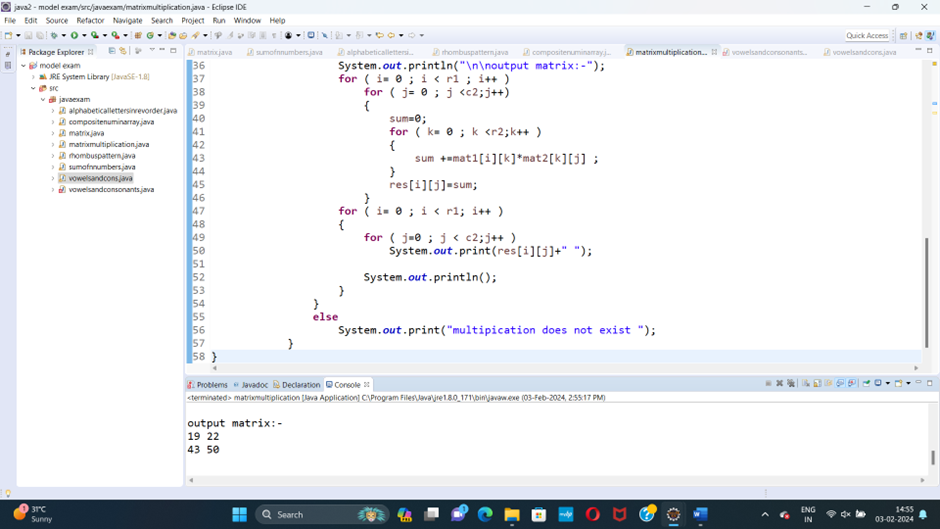 java2 - model exam/src/javaexam/matrixmultiplication.java - Eclipse IDE
File Edit Source Refactor Navigate Search Project Run Window Help
Quick Access
Package Explorer
matrix.java sumofnnumbers.java alphabeticallettersi... rhombuspattern.java compositenuminarray.j... matrixmultiplication.... vowelsandconsonants... vowelsandcons.java
model exam
JRE System Library [JavaSE-1.8]
src
javaexam
alphabeticallettersinrevorder.java
compositenuminarray.java
matrix.java
matrixmultiplication.java
rhombuspattern.java
sumofnnumbers.java
vowelsandcons.java
vowelsandconsonants.java
36 System.out.println("\n\noutput matrix:-");
37 for ( i= 0 ; i < r1 ; i++ )
38 for ( j= 0 ; j <c2;j++)
39 {
40 sum=0;
41 for ( k= 0 ; k <r2;k++ )
42 {
43 sum +=mat1[i][k]*mat2[k][j] ;
44 }
45 res[i][j]=sum;
46 }
47 for ( i= 0 ; i < r1; i++ )
48 {
49 for ( j=0 ; j < c2;j++ )
50 System.out.print(res[i][j]+" ");
51
52 System.out.println();
53 }
54 }
55 else
56 System.out.print("multipication does not exist ");
57 }
58 }
Problems Javadoc Declaration Console
<terminated> matrixmultiplication [Java Application] C:\Program Files\Java\jre1.8.0_171\bin\javaw.exe (03-Feb-2024, 2:55:17 PM)
output matrix:-
19 22
43 50
31°C
Sunny
Search
ENG
IN
14:55
03-02-2024